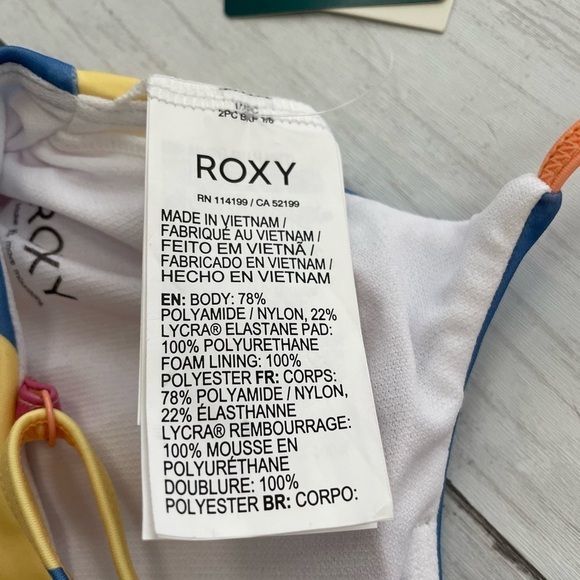 ROXY
RN 114199 / CA 52199
MADE IN VIETNAM /
FABRIQUÉ AU VIETNAM /
FEITO EM VIETNÃ /
FABRICADO EN VIETNAM /
HECHO EN VIETNAM
EN: BODY: 78%
POLYAMIDE / NYLON, 22%
LYCRA® ELASTANE PAD:
100% POLYURETHANE
FOAM LINING: 100%
POLYESTER FR: CORPS:
78% POLYAMIDE / NYLON,
22% ÉLASTHANNE
LYCRA® REMBOURRAGE:
100% MOUSSE EN
POLYURÉTHANE
DOUBLURE: 100%
POLYESTER BR: CORPO:
ROXY